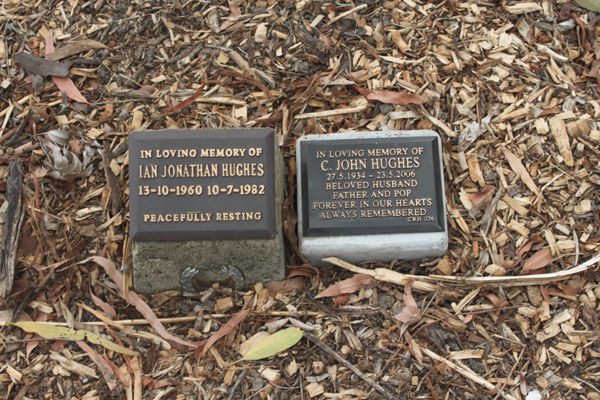 IN LOVING MEMORY OF
IAN JONATHAN HUGHES
13-10-1960 10-7-1982
PEACEFULLY RESTING
IN LOVING MEMORY OF
C. JOHN HUGHES
27.5.1934 – 23.5.2006
BELOVED HUSBAND
FATHER AND POP
FOREVER IN OUR HEARTS
ALWAYS REMEMBERED